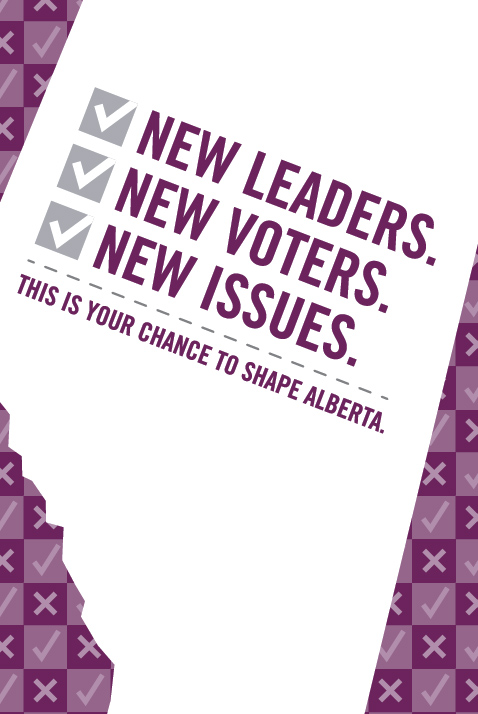 NEW LEADERS.
NEW VOTERS.
NEW ISSUES.
THIS IS YOUR CHANCE TO SHAPE ALBERTA.